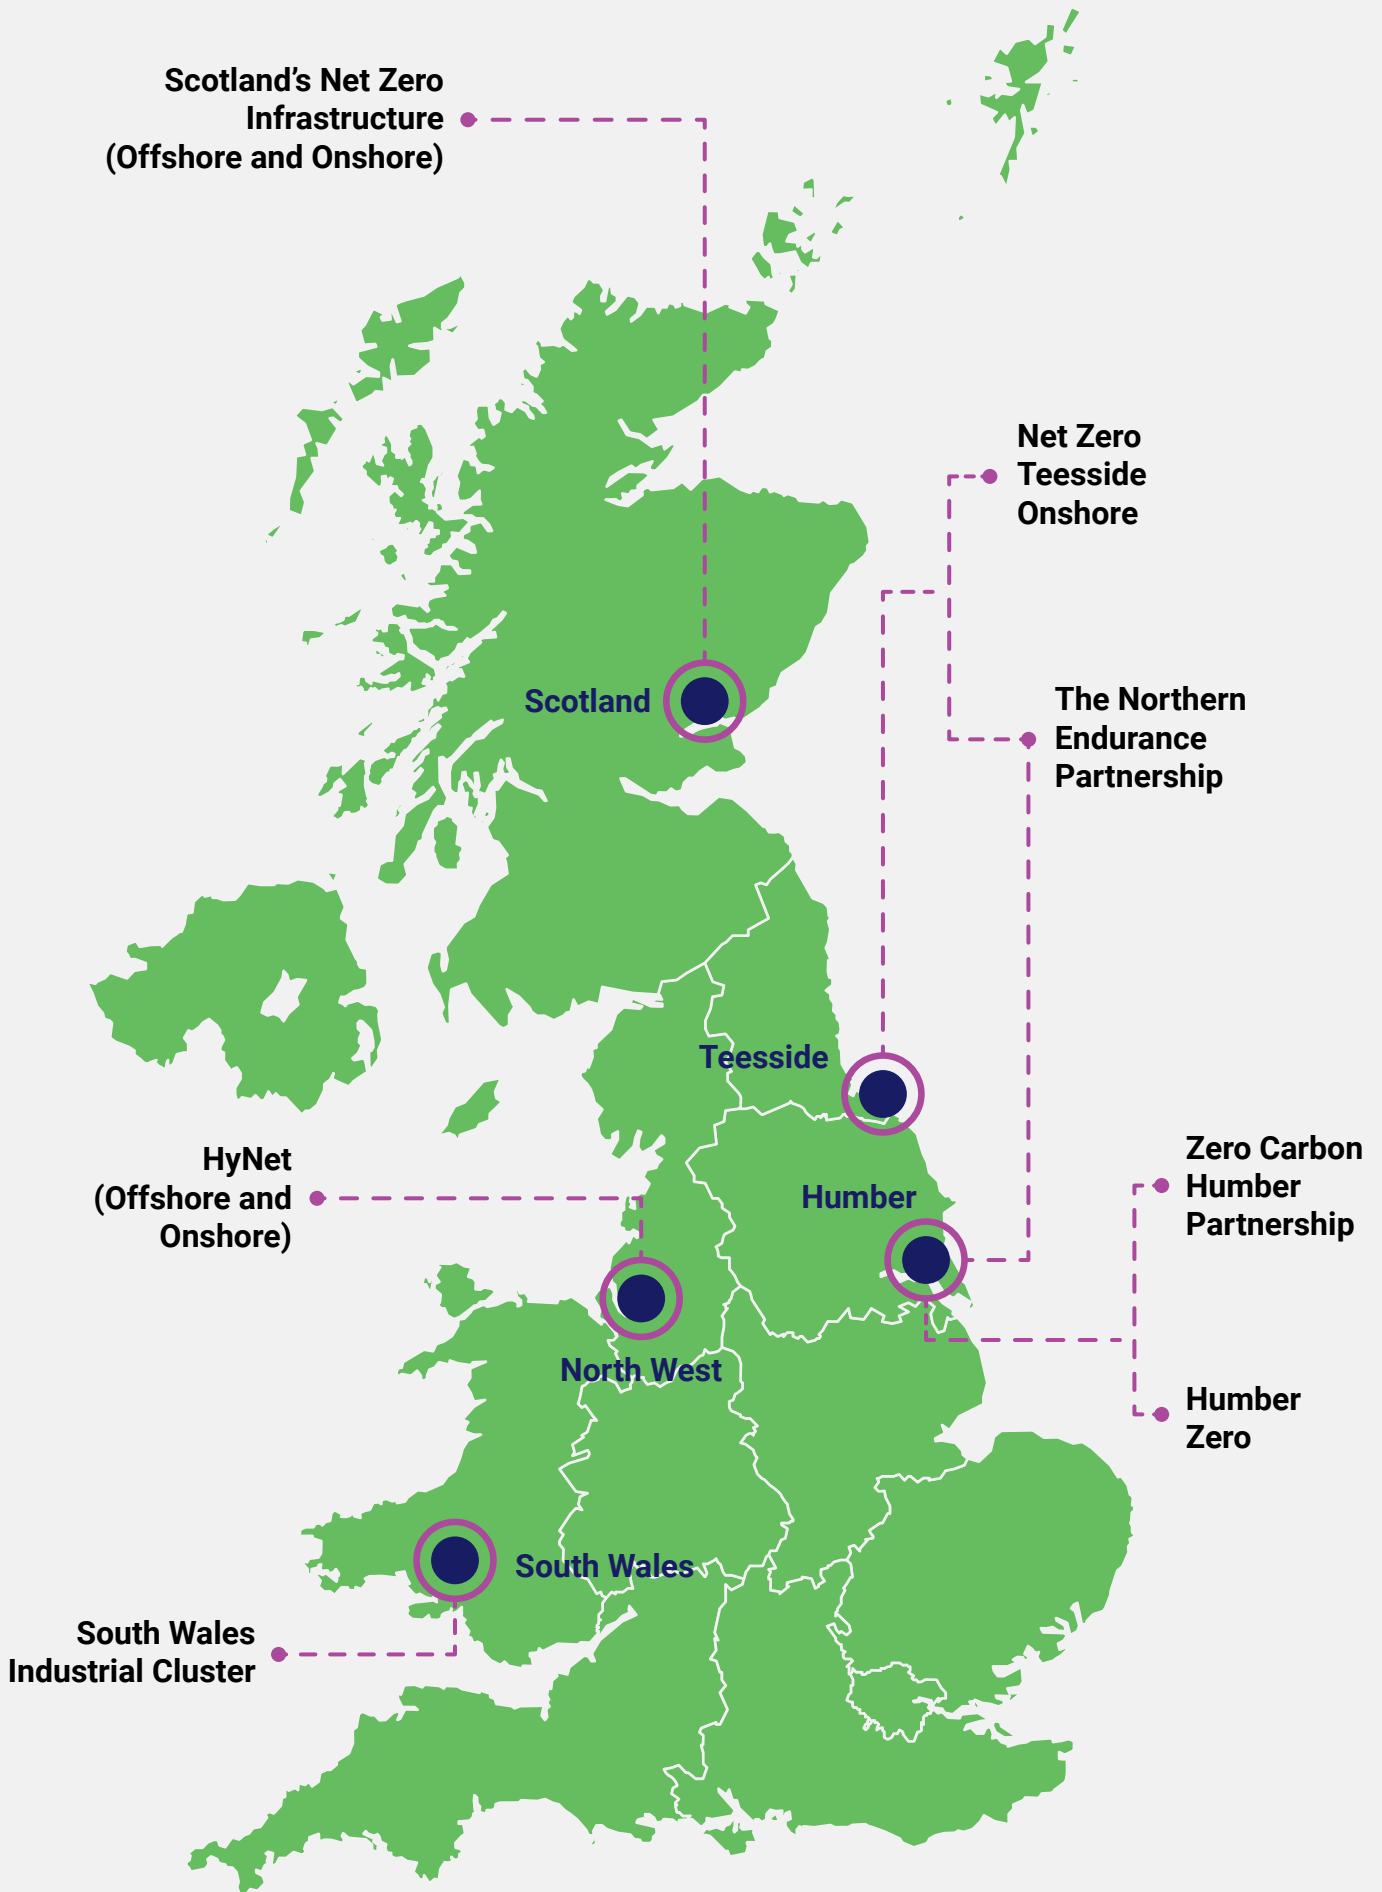 Scotland’s Net Zero
Infrastructure
(Offshore and Onshore)
Net Zero
Teesside
Onshore
Scotland
The Northern
Endurance
Partnership
Teesside
HyNet
(Offshore and
Onshore)
Humber
Zero Carbon
Humber
Partnership
North West
Humber
Zero
South Wales
South Wales
Industrial Cluster